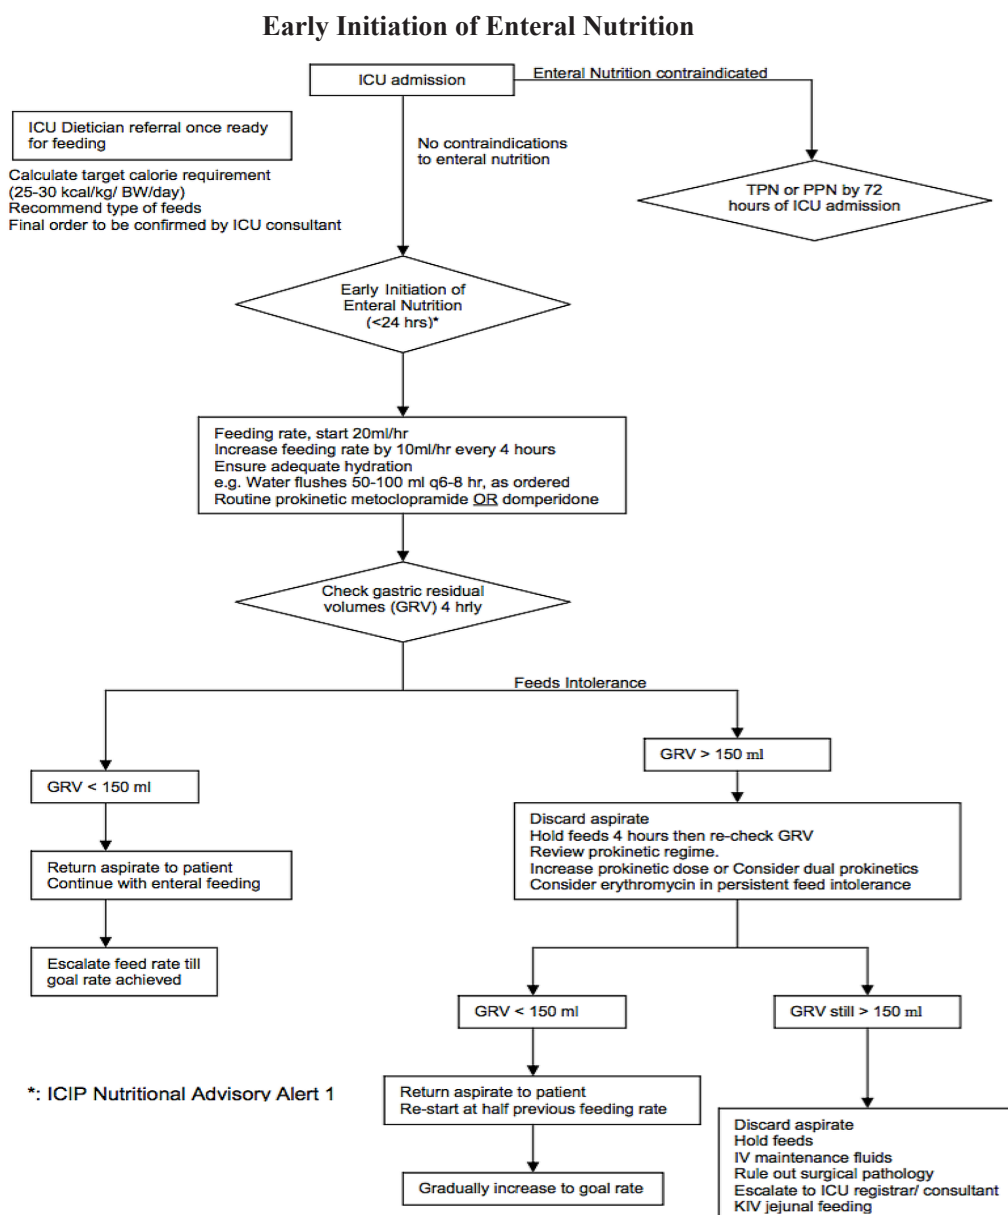 Early Initiation of Enteral Nutrition
ICU admission
Enteral Nutrition contraindicated
ICU Dietician referral once ready
for feeding
Calculate target calorie requirement
(25-30 kcal/kg/ BW/day)
Recommend type of feeds
Final order to be confirmed by ICU consultant
No contraindications
to enteral nutrition
TPN or PPN by 72
hours of ICU admission
Early Initiation of
Enteral Nutrition
(<24 hrs)*
Feeding rate, start 20ml/hr
Increase feeding rate by 10ml/hr every 4 hours
Ensure adequate hydration
e.g. Water flushes 50-100 ml q6-8 hr, as ordered
Routine prokinetic metoclopramide OR domperidone
Check gastric residual
volumes (GRV) 4 hrly
Feeds Intolerance
GRV < 150 ml
Return aspirate to patient
Continue with enteral feeding
Escalate feed rate till
goal rate achieved
GRV > 150 ml
Discard aspirate
Hold feeds 4 hours then re-check GRV
Review prokinetic regime.
Increase prokinetic dose or Consider dual prokinetics
Consider erythromycin in persistent feed intolerance
GRV < 150 ml
Return aspirate to patient
Re-start at half previous feeding rate
Gradually increase to goal rate
GRV still > 150 ml
Discard aspirate
Hold feeds
IV maintenance fluids
Rule out surgical pathology
Escalate to ICU registrar/ consultant
KIV jejunal feeding
*: ICIP Nutritional Advisory Alert 1